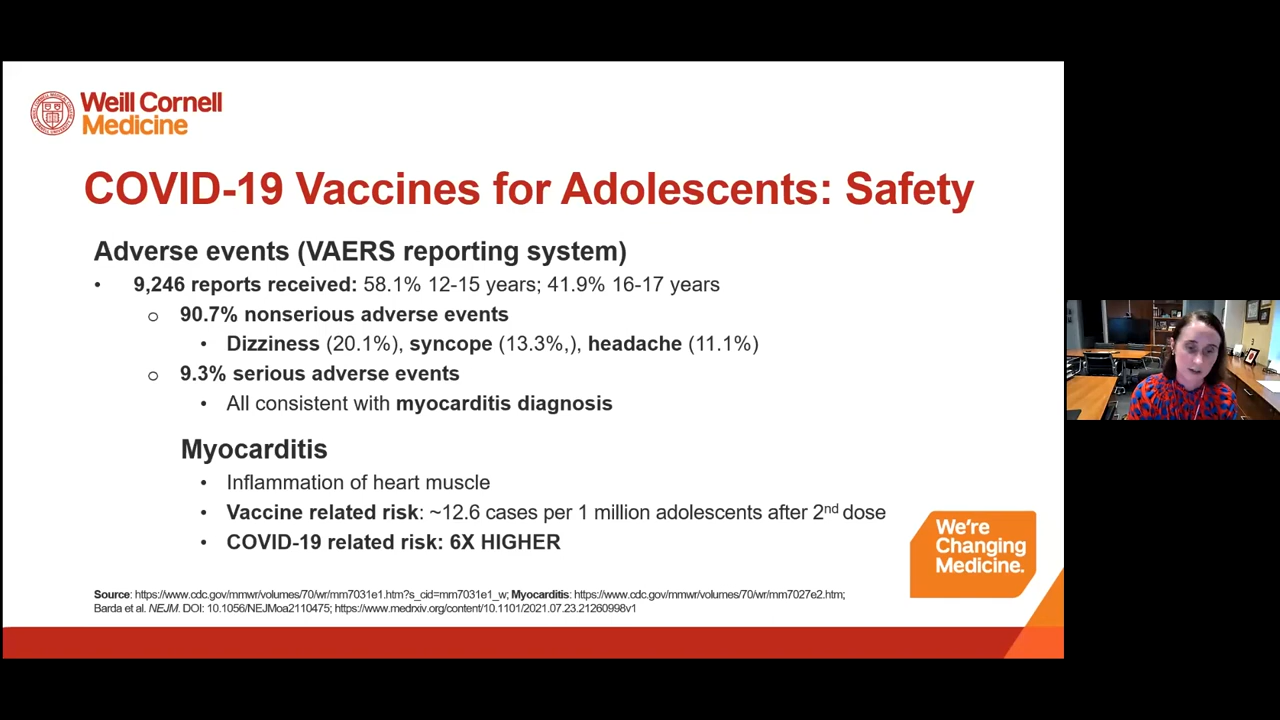 Weill Cornell
Medicine
COVID-19 Vaccines for Adolescents: Safety
Adverse events (VAERS reporting system)
• 9,246 reports received: 58.1% 12-15 years; 41.9% 16-17 years
o 90.7% nonserious adverse events
• Dizziness (20.1%), syncope (13.3%,), headache (11.1%)
o 9.3% serious adverse events
• All consistent with myocarditis diagnosis
Myocarditis
• Inflammation of heart muscle
• Vaccine related risk: ~12.6 cases per 1 million adolescents after 2nd dose
• COVID-19 related risk: 6X HIGHER
We're
Changing
Medicine.
Source: https://www.cdc.gov/mmwr/volumes/70/wr/mm7031e1.htm?s_cid=mm7031e1_w; Myocarditis: https://www.cdc.gov/mmwr/volumes/70/wr/mm7027e2.htm;
Barda et al. NEJM. DOI: 10.1056/NEJMoa2110475; https://www.medrxiv.org/content/10.1101/2021.07.23.21260998v1